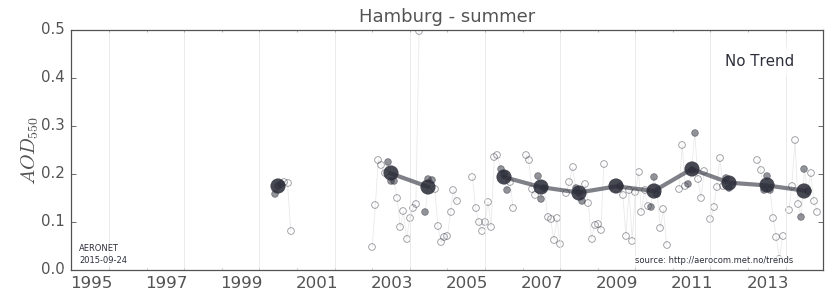 Hamburg - summer
No Trend
AOD550
0.5
0.4
0.3
0.2
0.1
0.0
AERONET
2015-09-24
source: http://aerocom.met.no/trends
1995 1997 1999 2001 2003 2005 2007 2009 2011 2013